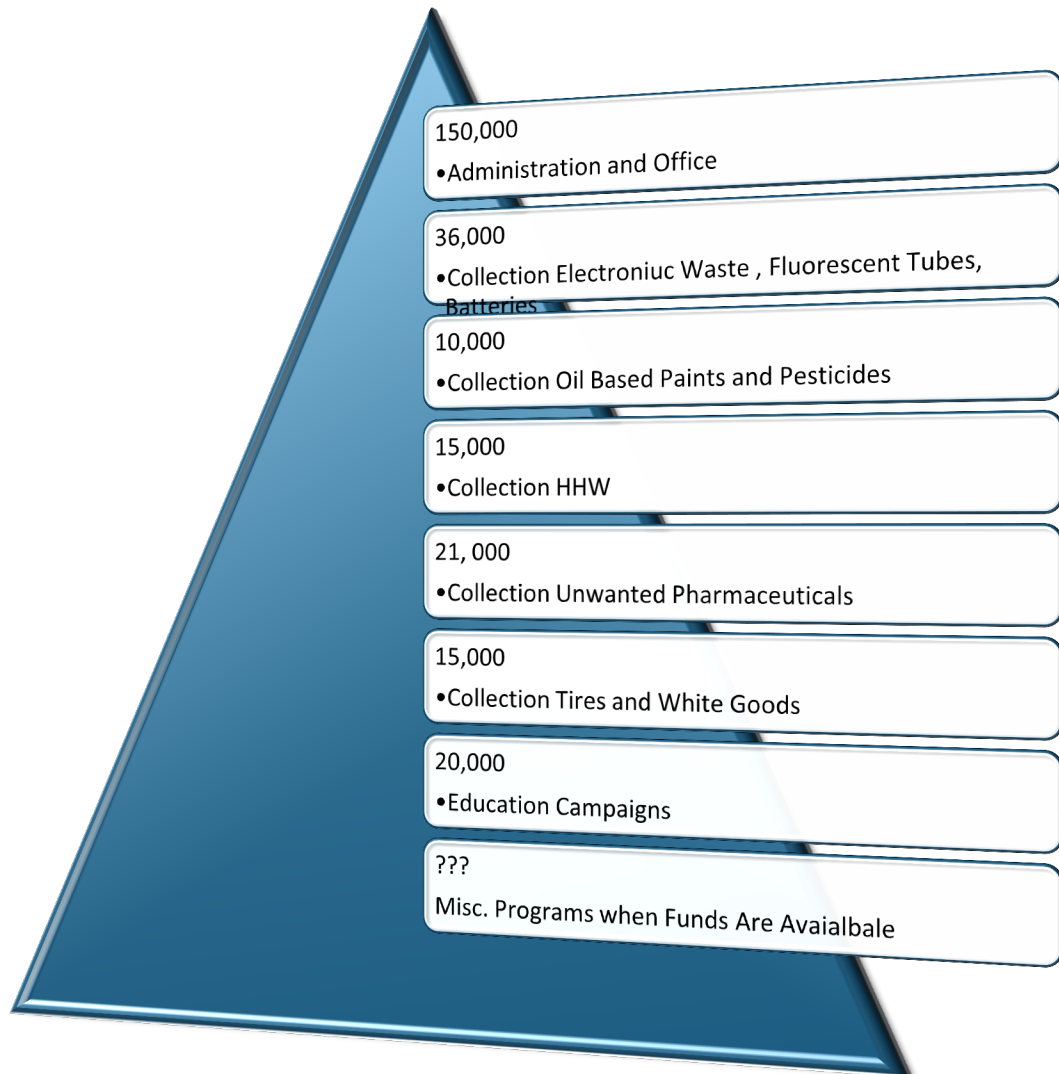 150,000
•Administration and Office
36,000
•Collection Electroniuc Waste , Fluorescent Tubes,
Batteries
10,000
•Collection Oil Based Paints and Pesticides
15,000
•Collection HHW
21, 000
•Collection Unwanted Pharmaceuticals
15,000
•Collection Tires and White Goods
20,000
•Education Campaigns
???
Misc. Programs when Funds Are Avaialbale